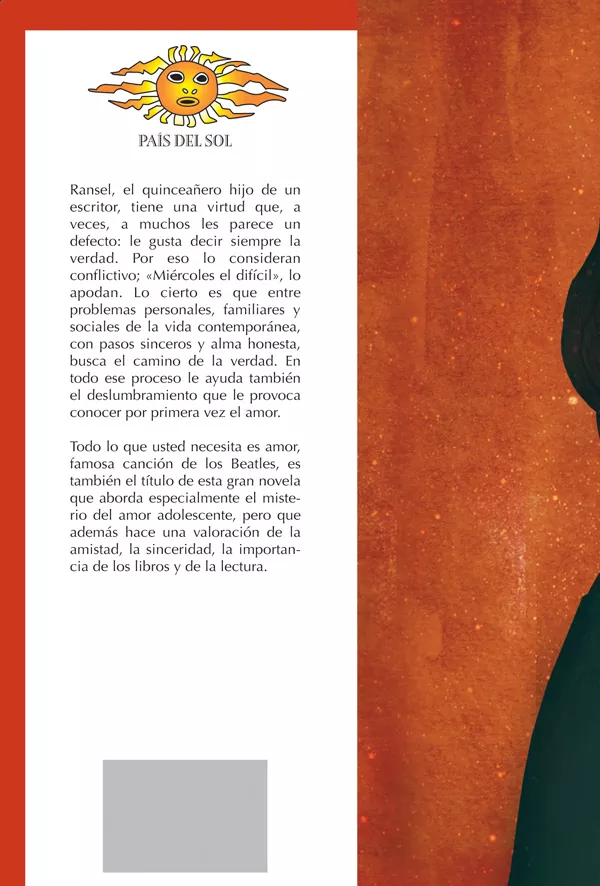 PAÍS DEL SOL
Ransel, el quinceañero hijo de un
escritor, tiene una virtud que, a
veces, a muchos les parece un
defecto: le gusta decir siempre la
verdad. Por eso lo consideran
conflictivo; «Miércoles el difícil», lo
apodan. Lo cierto es que entre
problemas personales, familiares y
sociales de la vida contemporánea,
con pasos sinceros y alma honesta,
busca el camino de la verdad. En
todo ese proceso le ayuda también
el deslumbramiento que le provoca
conocer por primera vez el amor.
Todo lo que usted necesita es amor,
famosa canción de los Beatles, es
también el título de esta gran novela
que aborda especialmente el miste-
rio del amor adolescente, pero que
además hace una valoración de la
amistad, la sinceridad, la importan-
cia de los libros y de la lectura.